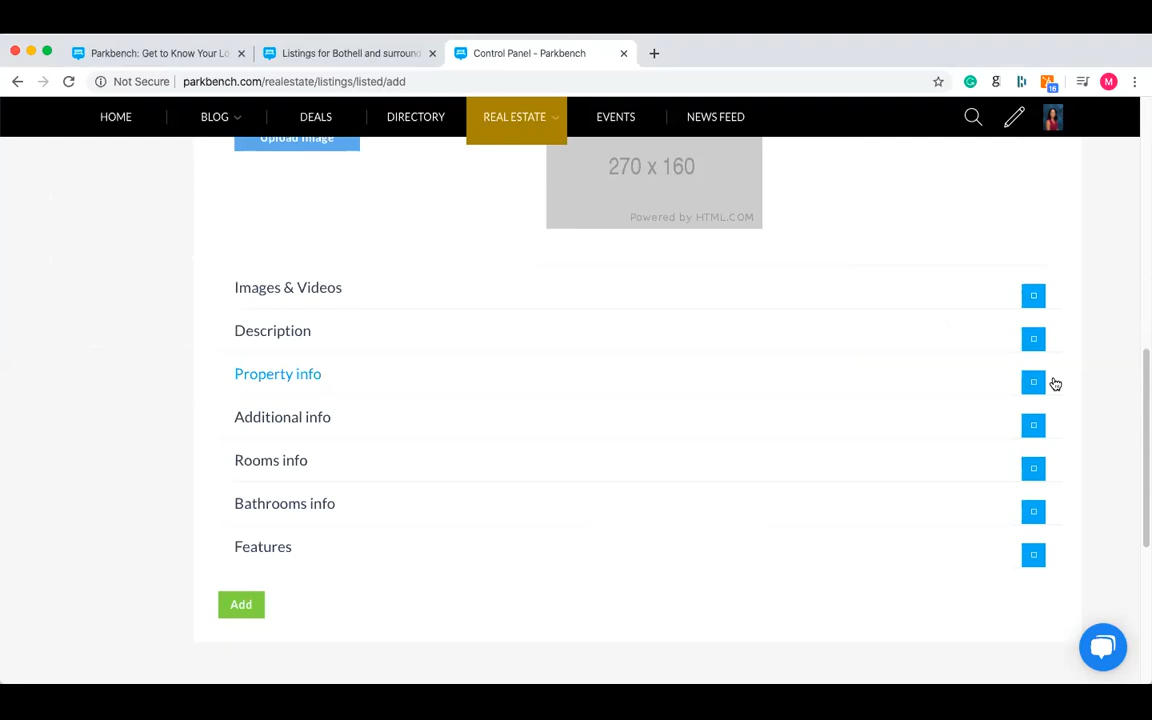 Parkbench: Get to Know Your Lo
Listings for Bothell and surround
Control Panel - Parkbench
Not Secure
parkbench.com/realestate/listings/listed/add
16
M
HOME
BLOG
DEALS
DIRECTORY
REAL ESTATE
EVENTS
NEWS FEED
Upload Image
270 x 160
Powered by HTML.COM
Images & Videos
Description
Property info
Additional info
Rooms info
Bathrooms info
Features
Add